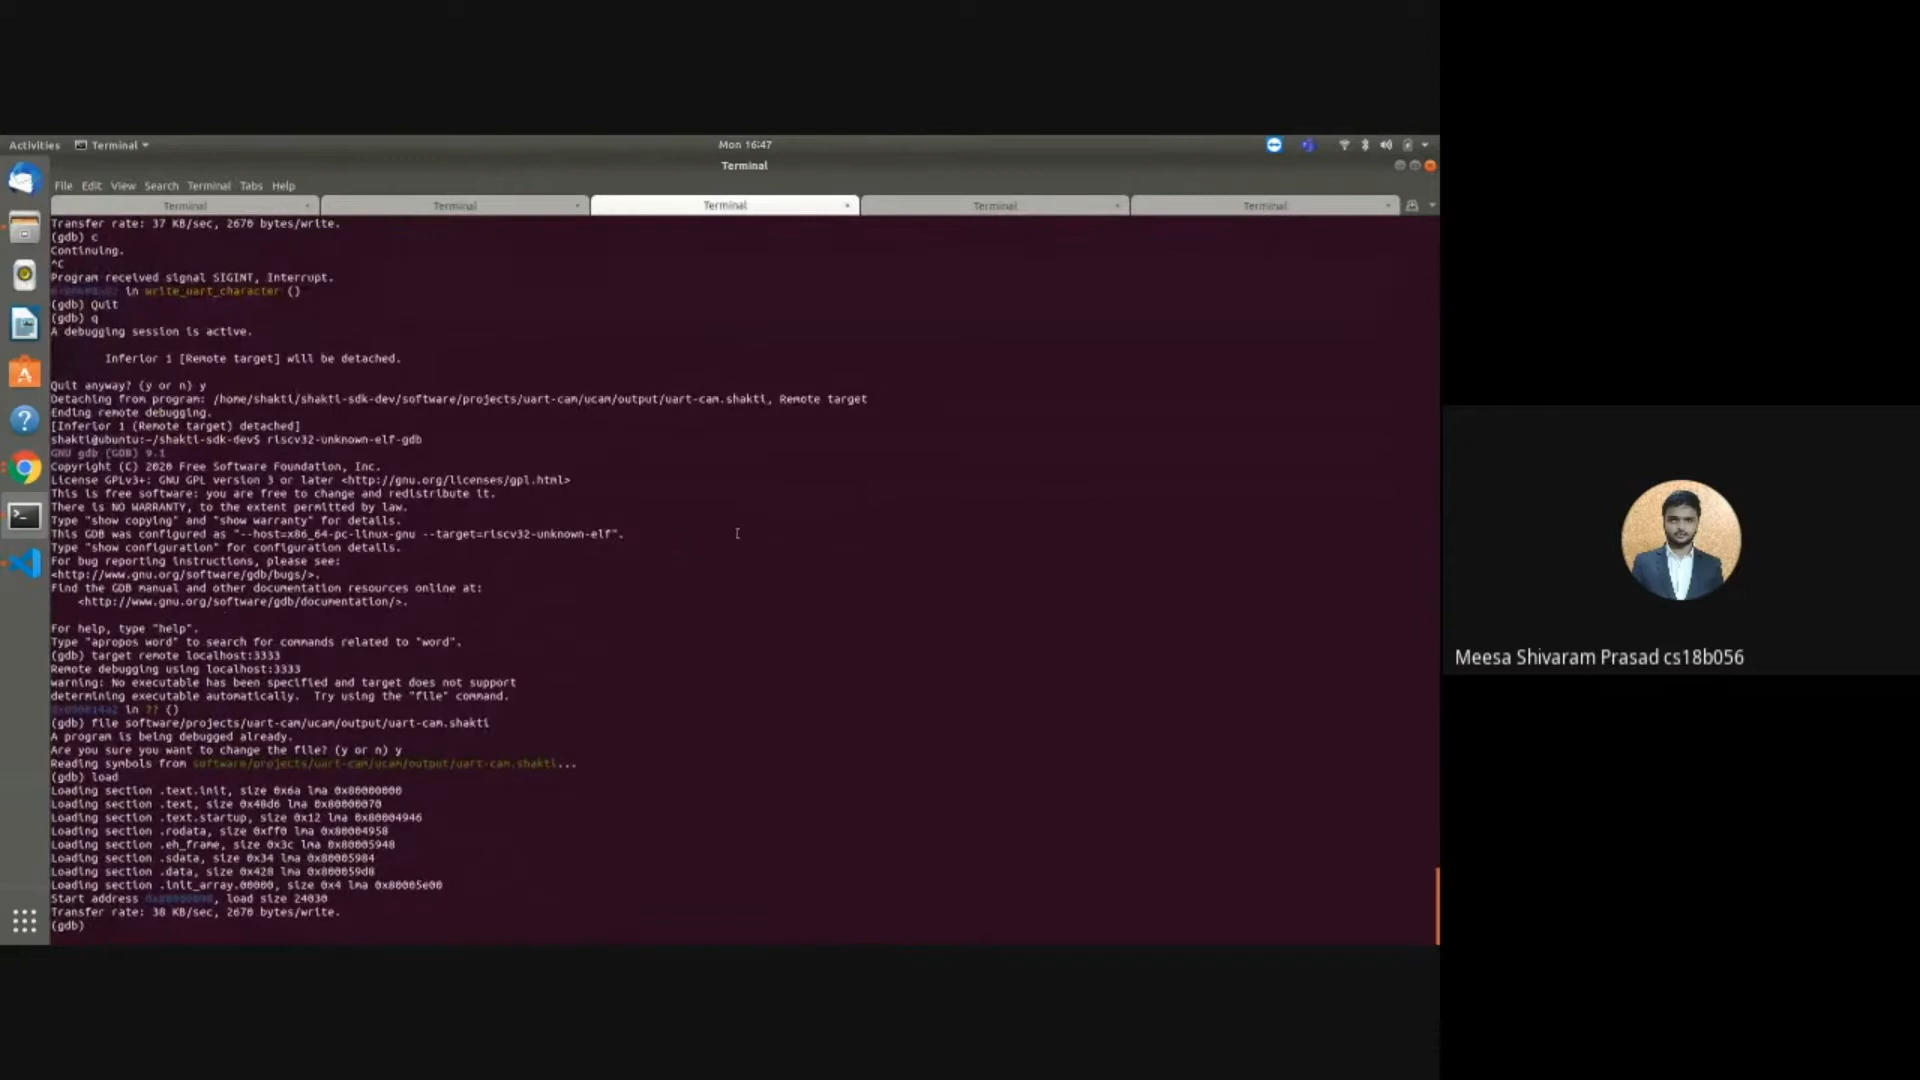 Activities Terminal Mon 16:47
Terminal
File Edit View Search Terminal Tabs Help
Terminal Terminal Terminal Terminal Terminal
Transfer rate: 37 KB/sec, 2670 bytes/write.
(gdb) c
Continuing.
^C
Program received signal SIGINT, Interrupt.
in write_uart_character ()
(gdb) Quit
(gdb) q
A debugging session is active.
Inferior 1 [Remote target] will be detached.
Quit anyway? (y or n) y
Detaching from program: /home/shakti/shakti-sdk-dev/software/projects/uart-cam/ucam/output/uart-cam.shakti, Remote target
Ending remote debugging.
[Inferior 1 (Remote target) detached]
shakti@ubuntu:~/shakti-sdk-dev$ riscv32-unknown-elf-gdb
GNU gdb (GDB) 9.1
Copyright (C) 2020 Free Software Foundation, Inc.
License GPLv3+: GNU GPL version 3 or later <http://gnu.org/licenses/gpl.html>
This is free software: you are free to change and redistribute it.
There is NO WARRANTY, to the extent permitted by law.
Type "show copying" and "show warranty" for details.
This GDB was configured as "--host=x86_64-pc-linux-gnu --target=riscv32-unknown-elf".
Type "show configuration" for configuration details.
For bug reporting instructions, please see:
<http://www.gnu.org/software/gdb/bugs/>.
Find the GDB manual and other documentation resources online at:
<http://www.gnu.org/software/gdb/documentation/>.
For help, type "help".
Type "apropos word" to search for commands related to "word".
(gdb) target remote localhost:3333
Remote debugging using localhost:3333
warning: No executable has been specified and target does not support
determining executable automatically. Try using the "file" command.
in ?? ()
(gdb) file software/projects/uart-cam/ucam/output/uart-cam.shakti
A program is being debugged already.
Are you sure you want to change the file? (y or n) y
Reading symbols from software/projects/uart-cam/ucam/output/uart-cam.shakti...
(gdb) load
Loading section .text.init, size 0x6a lma 0x80000000
Loading section .text, size 0x48d6 lma 0x80000070
Loading section .text.startup, size 0x12 lma 0x80004946
Loading section .rodata, size 0xff0 lma 0x80004958
Loading section .eh_frame, size 0x3c lma 0x80005948
Loading section .sdata, size 0x34 lma 0x80005984
Loading section .data, size 0x428 lma 0x800059d8
Loading section .init_array.00000, size 0x4 lma 0x80005e00
Start address , load size 24030
Transfer rate: 38 KB/sec, 2670 bytes/write.
(gdb)
Meesa Shivaram Prasad cs18b056